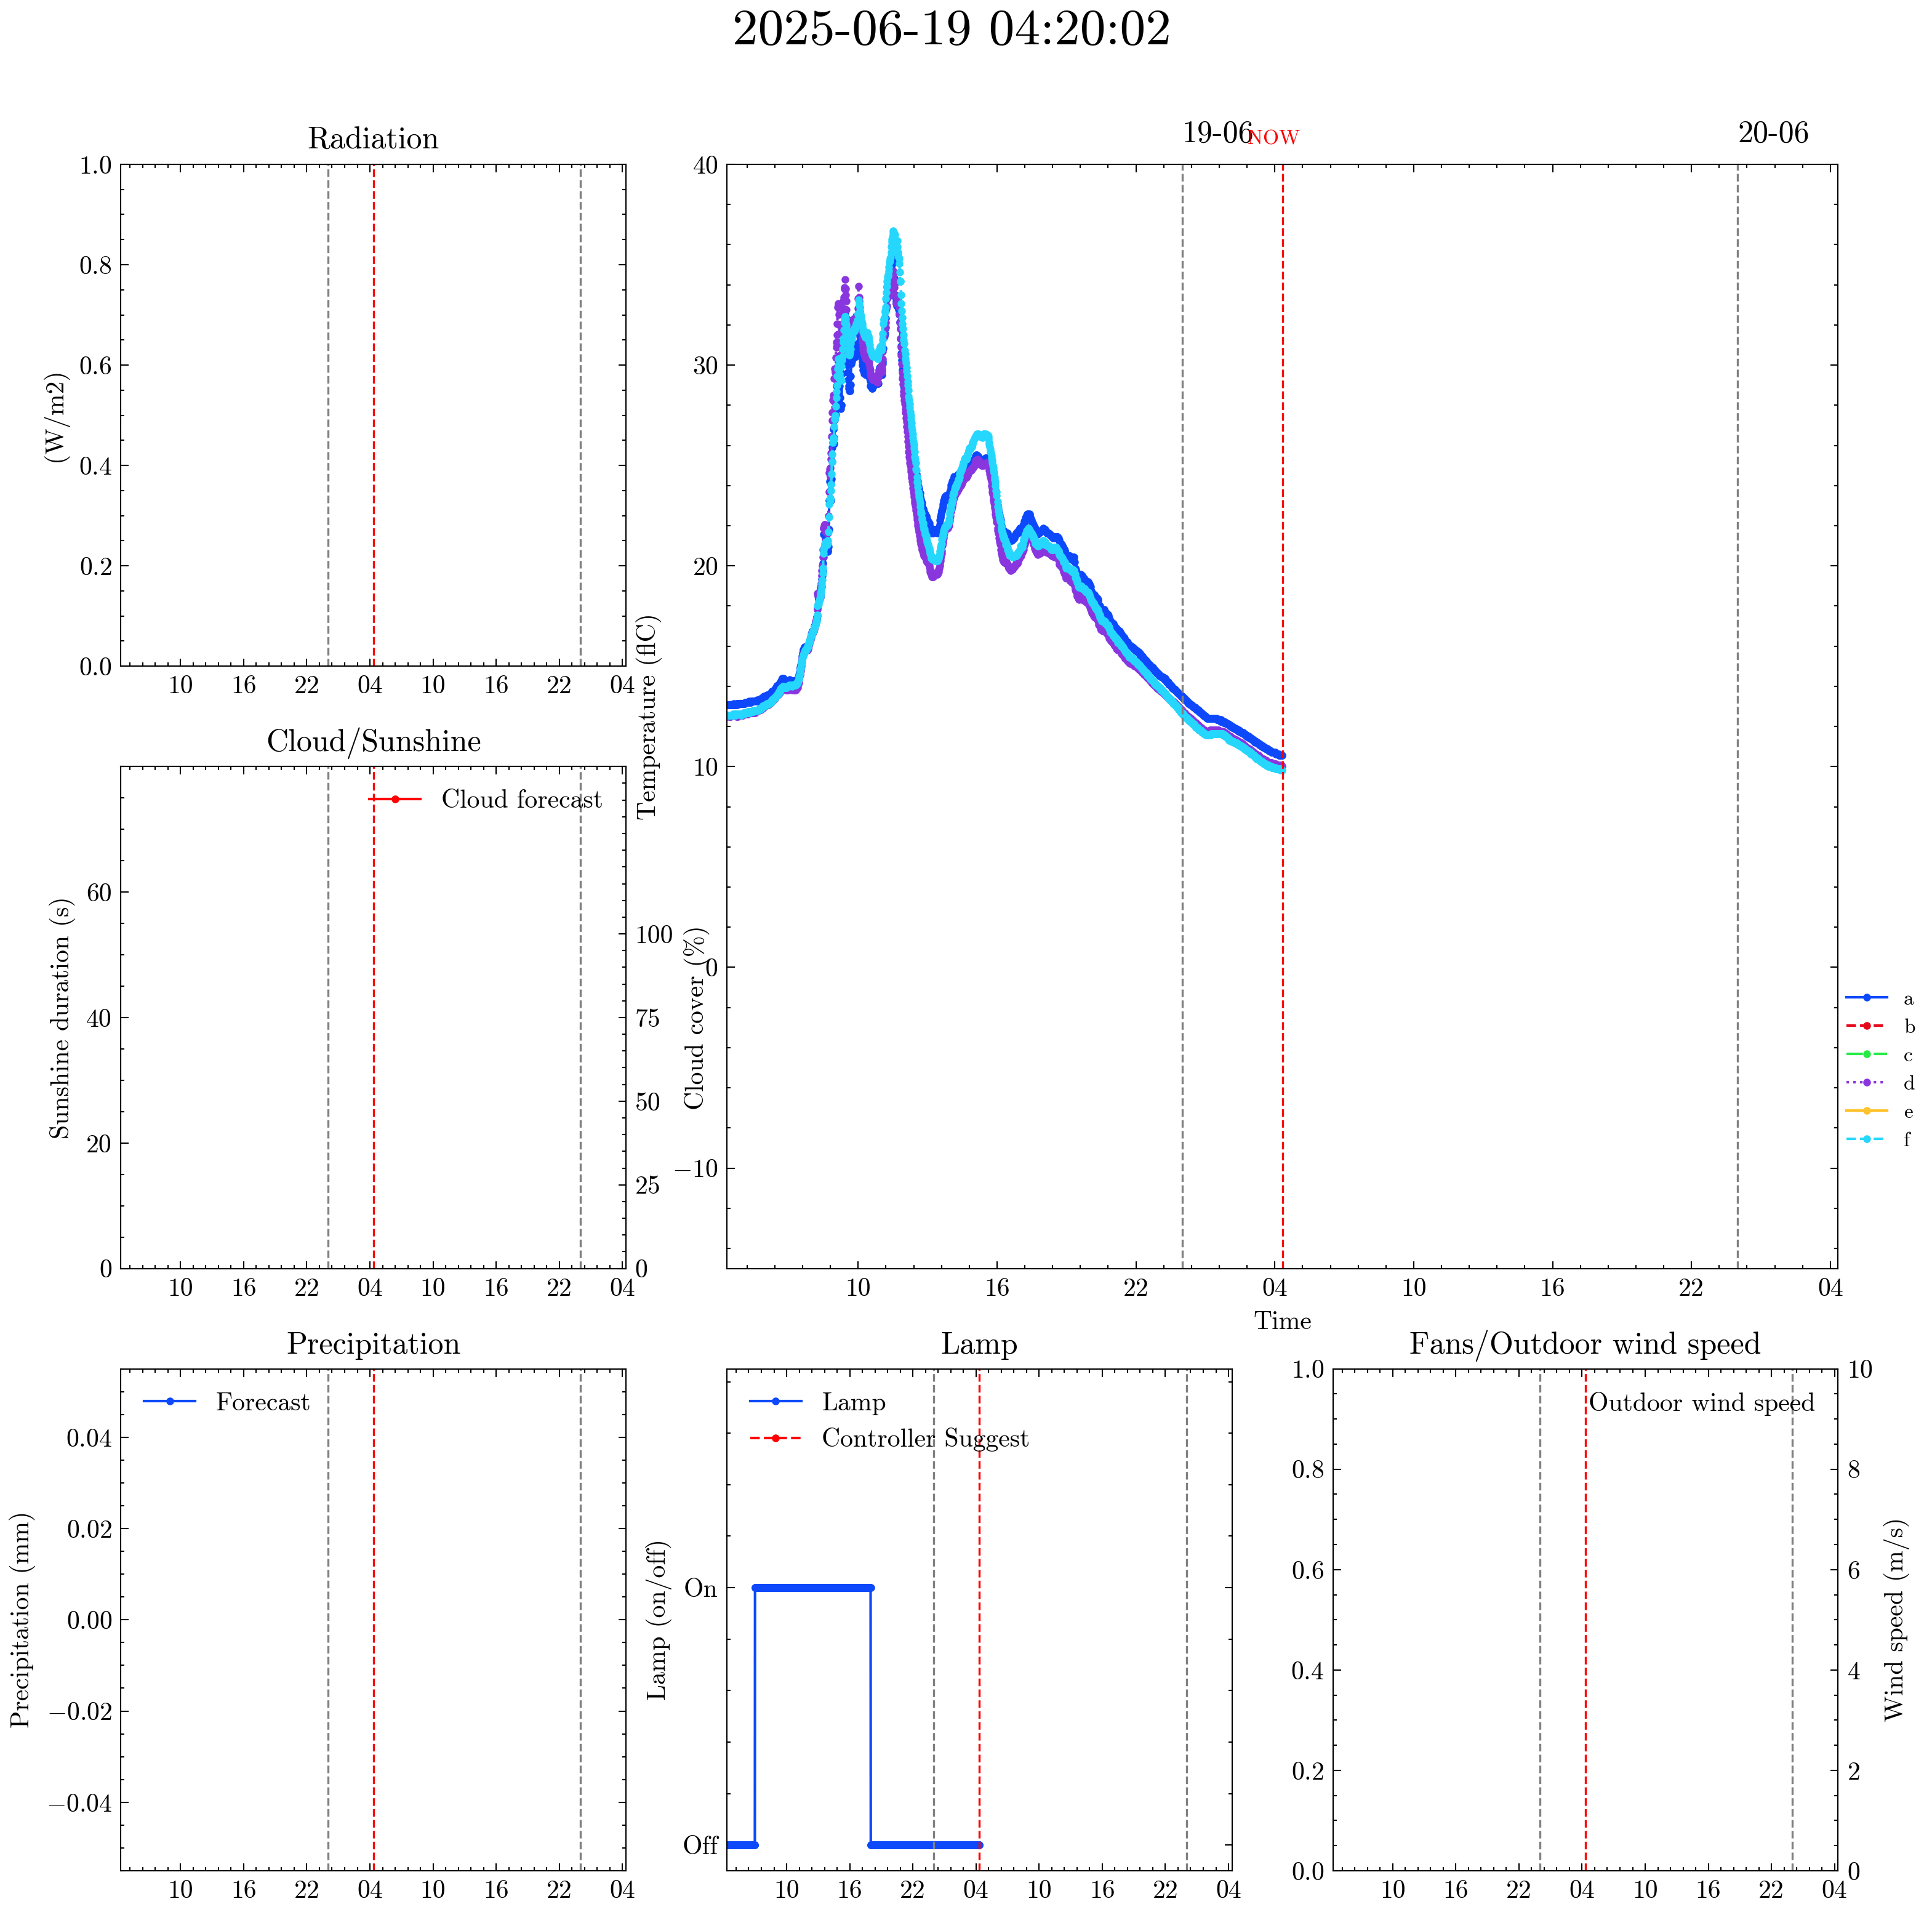 2025-06-19 04:20:02
Radiation
(W/m2)
1.0
0.8
0.6
0.4
0.2
0.0
10 16 22 04 10 16 22 04
19-06
NOW
20-06
Temperature (flC)
40
30
20
10
0
−10
10 16 22 04 10 16 22 04
Time
a
b
c
d
e
f
Cloud/Sunshine
Cloud forecast
Sunshine duration (s)
60
40
20
0
Cloud cover (%)
100
75
50
25
0
10 16 22 04 10 16 22 04
Precipitation
Forecast
Precipitation (mm)
0.04
0.02
0.00
−0.02
−0.04
10 16 22 04 10 16 22 04
Lamp
Lamp
Controller Suggest
Lamp (on/off)
On
Off
10 16 22 04 10 16 22 04
Fans/Outdoor wind speed
Outdoor wind speed
1.0
0.8
0.6
0.4
0.2
0.0
Wind speed (m/s)
10
8
6
4
2
0
10 16 22 04 10 16 22 04